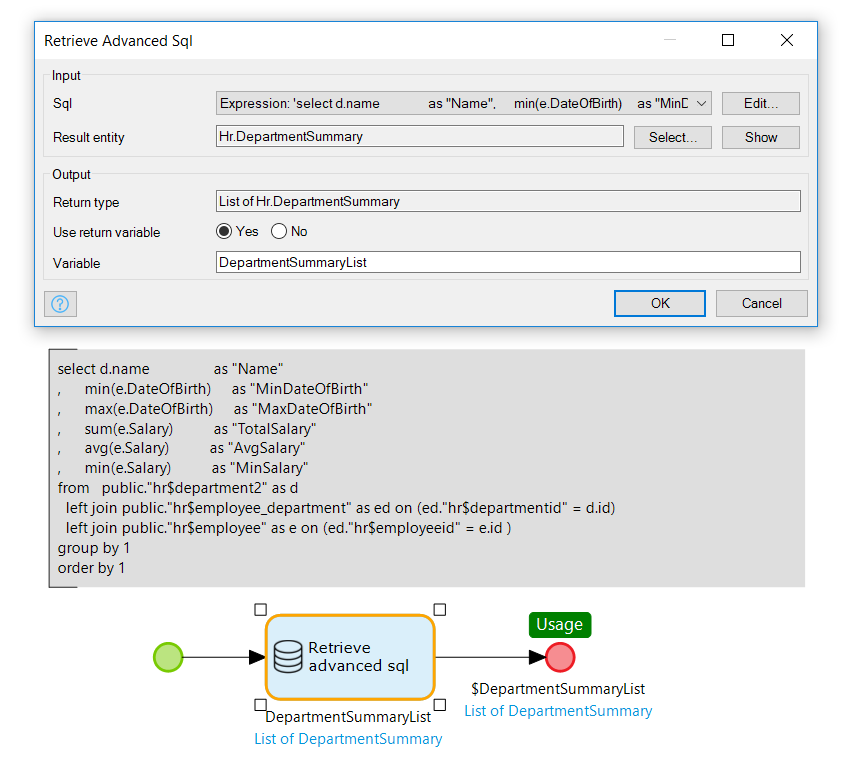 Retrieve Advanced Sql
Input
Sql
Expression: 'select d.name as "Name", min(e.DateOfBirth) as "MinD
Edit...
Result entity
Hr.DepartmentSummary
Select...
Show
Output
Return type
List of Hr.DepartmentSummary
Use return variable
Yes
No
Variable
DepartmentSummaryList
OK
Cancel
select d.name as "Name"
, min(e.DateOfBirth) as "MinDateOfBirth"
, max(e.DateOfBirth) as "MaxDateOfBirth"
, sum(e.Salary) as "TotalSalary"
, avg(e.Salary) as "AvgSalary"
, min(e.Salary) as "MinSalary"
from public."hr$department2" as d
left join public."hr$employee_department" as ed on (ed."hr$departmentid" = d.id)
left join public."hr$employee" as e on (ed."hr$employeeid" = e.id )
group by 1
order by 1
Usage
Retrieve
advanced sql
$DepartmentSummaryList
List of DepartmentSummary
DepartmentSummaryList
List of DepartmentSummary